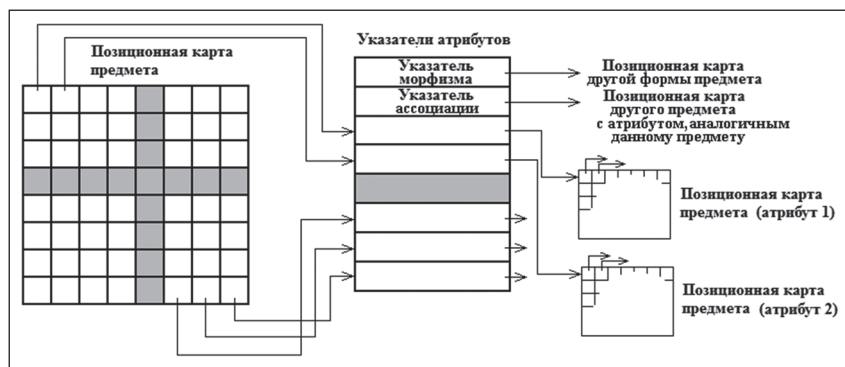 Позиционная карта
предмета
Указатели атрибутов
Указатель
морфизма
Указатель
ассоциации
Позиционная карта
другой формы предмета
Позиционная карта
другого предмета
с атрибутом,аналогичным
данному предмету
Позиционная карта
предмета (атрибут 1)
Позиционная карта
предмета (атрибут 2)